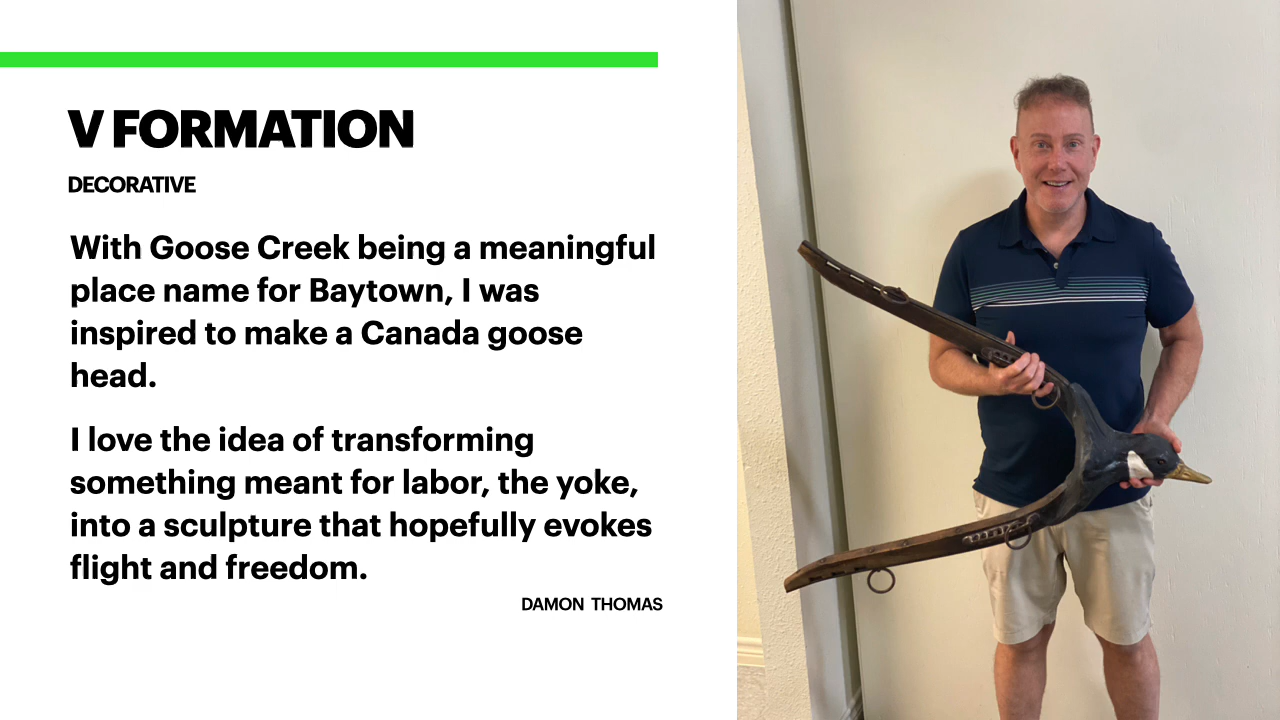 V FORMATION
DECORATIVE
With Goose Creek being a meaningful
place name for Baytown, I was
inspired to make a Canada goose
head.
I love the idea of transforming
something meant for labor, the yoke,
into a sculpture that hopefully evokes
flight and freedom.
DAMON THOMAS